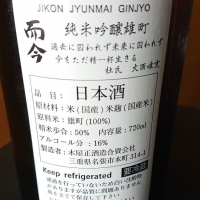 JIKON JYUNMAI GINJYO
而今
純米吟醸雄町
過去に囚われず未来に囚われず
今をただ精一杯生きる
杜氏 大西唯克
品目：日本酒
原材料：米(国産)米麹(国産米)
原料米：雄町(100%)
精米歩合：50% 内容量：720ml
アルコール分：16%
製造者：木屋正酒造合資会社
三重県名張市本町314-1
Keep refrigerated
要冷蔵